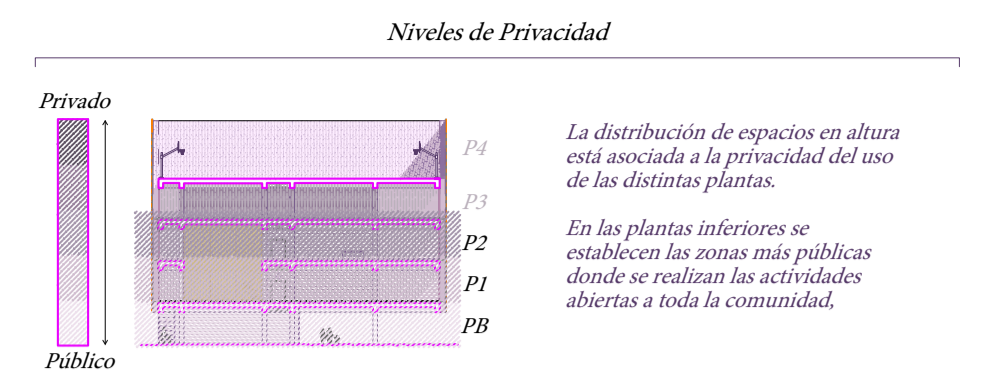 Niveles de Privacidad
Privado
P4
P3
P2
P1
PB
Público
La distribución de espacios en altura
está asociada a la privacidad del uso
de las distintas plantas.
En las plantas inferiores se
establecen las zonas más públicas
donde se realizan las actividades
abiertas a toda la comunidad,